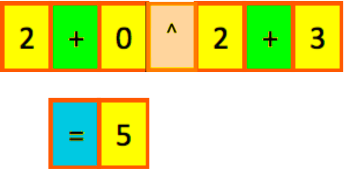 2 + 0 ^ 2 + 3
= 5